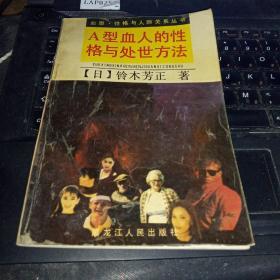 LAP02
血型·性格与人际关系丛书
A型血人的性
格与处世方法
【日】铃木芳正 著
龙江人民出版社